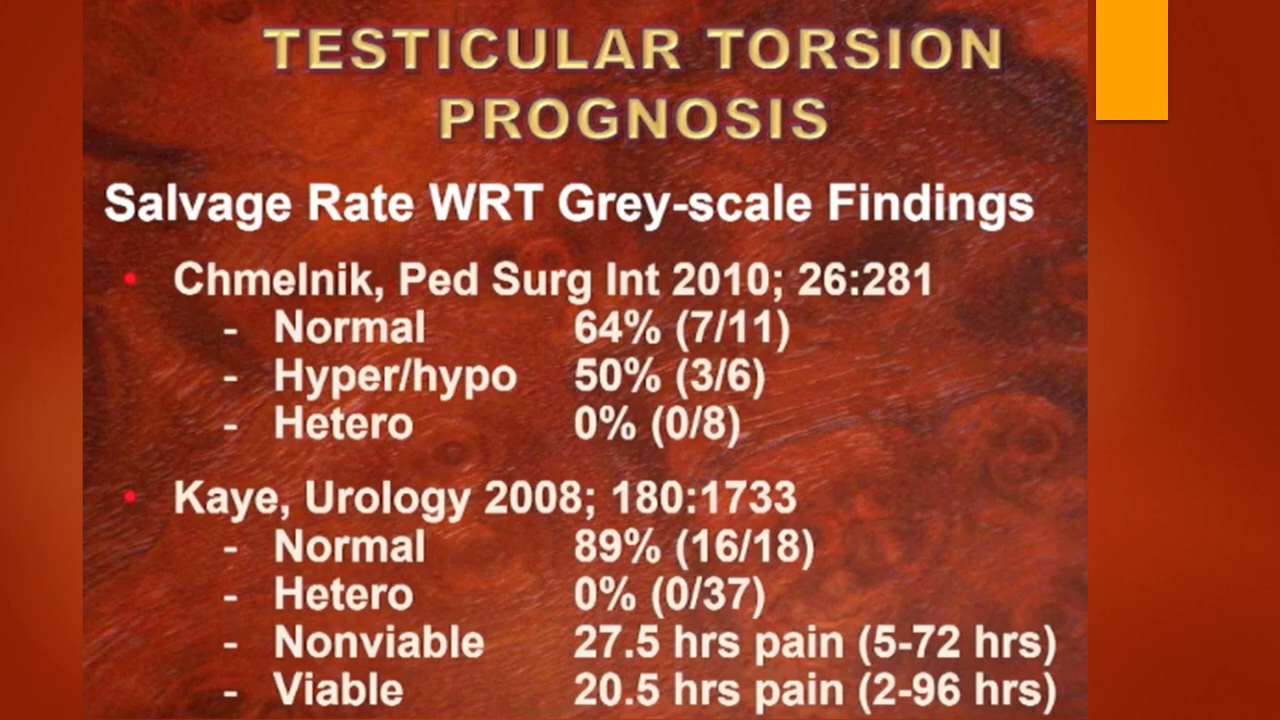 TESTICULAR TORSION
PROGNOSIS
Salvage Rate WRT Grey-scale Findings
• Chmelnik, Ped Surg Int 2010; 26:281
- Normal 64% (7/11)
- Hyper/hypo 50% (3/6)
- Hetero 0% (0/8)
• Kaye, Urology 2008; 180:1733
- Normal 89% (16/18)
- Hetero 0% (0/37)
- Nonviable 27.5 hrs pain (5-72 hrs)
- Viable 20.5 hrs pain (2-96 hrs)